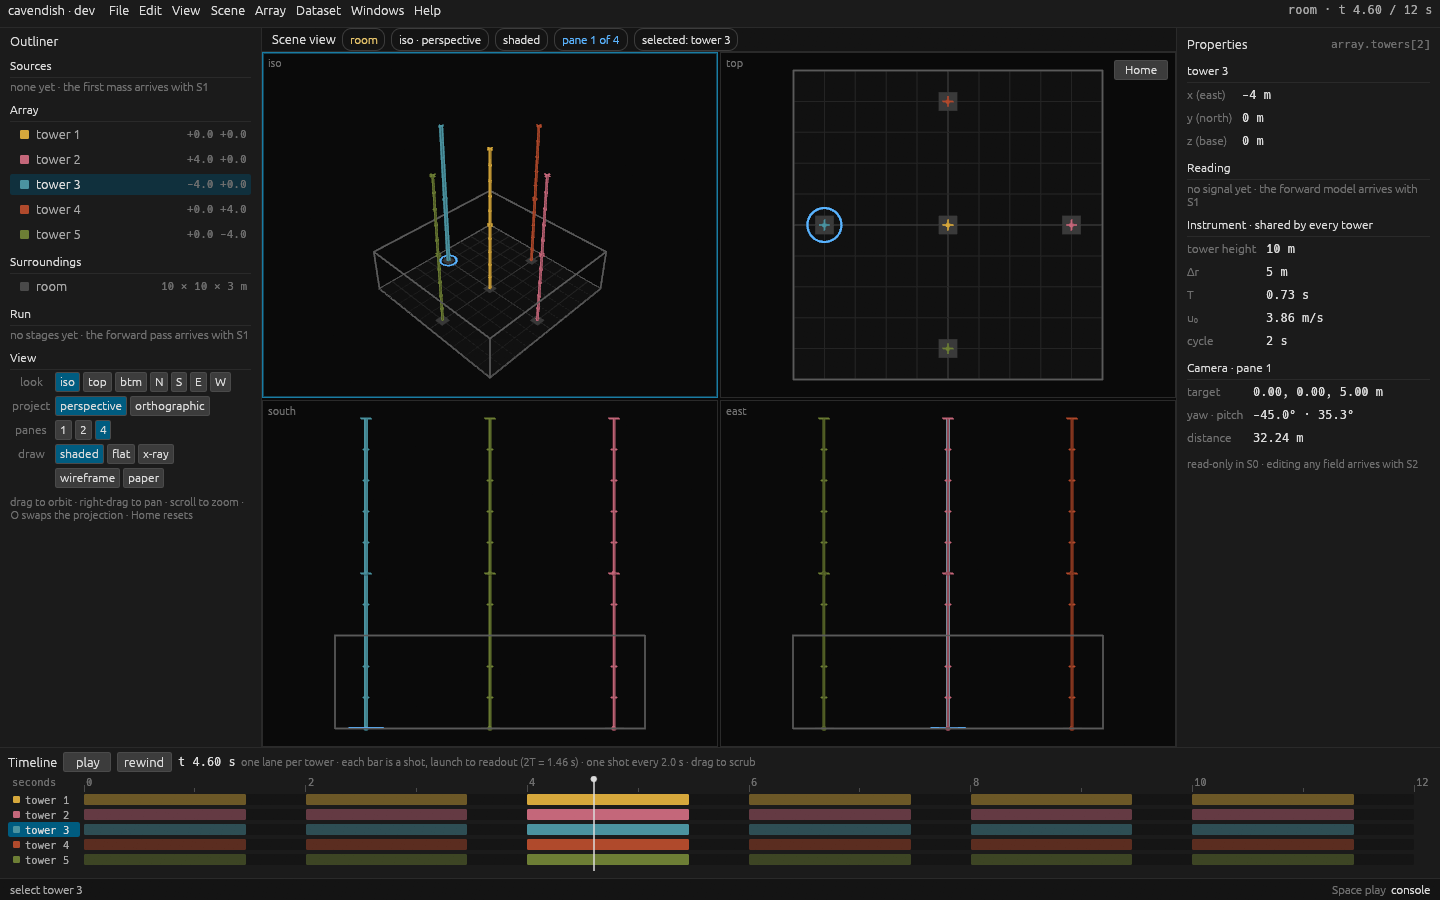 cavendish · dev File Edit View Scene Array Dataset Windows Help room · t 4.60 / 12 s
Outliner
Sources
none yet · the first mass arrives with S1
Array
tower 1 +0.0 +0.0
tower 2 +4.0 +0.0
tower 3 −4.0 +0.0
tower 4 +0.0 +4.0
tower 5 +0.0 −4.0
Surroundings
room 10 × 10 × 3 m
Run
no stages yet · the forward pass arrives with S1
View
look iso top btm N S E W
project perspective orthographic
panes 1 2 4
draw shaded flat x-ray
wireframe paper
drag to orbit · right-drag to pan · scroll to zoom ·
O swaps the projection · Home resets
Scene view room iso · perspective shaded pane 1 of 4 selected: tower 3
iso
top
Home
south
east
Properties array.towers[2]
tower 3
x (east) −4 m
y (north) 0 m
z (base) 0 m
Reading
no signal yet · the forward model arrives with
S1
Instrument · shared by every tower
tower height 10 m
Δr 5 m
T 0.73 s
u₀ 3.86 m/s
cycle 2 s
Camera · pane 1
target 0.00, 0.00, 5.00 m
yaw · pitch −45.0° · 35.3°
distance 32.24 m
read-only in S0 · editing any field arrives with S2
Timeline play rewind t 4.60 s one lane per tower · each bar is a shot, launch to readout (2T = 1.46 s) · one shot every 2.0 s · drag to scrub
seconds 0 2 4 6 8 10 12
tower 1
tower 2
tower 3
tower 4
tower 5
select tower 3 Space play console